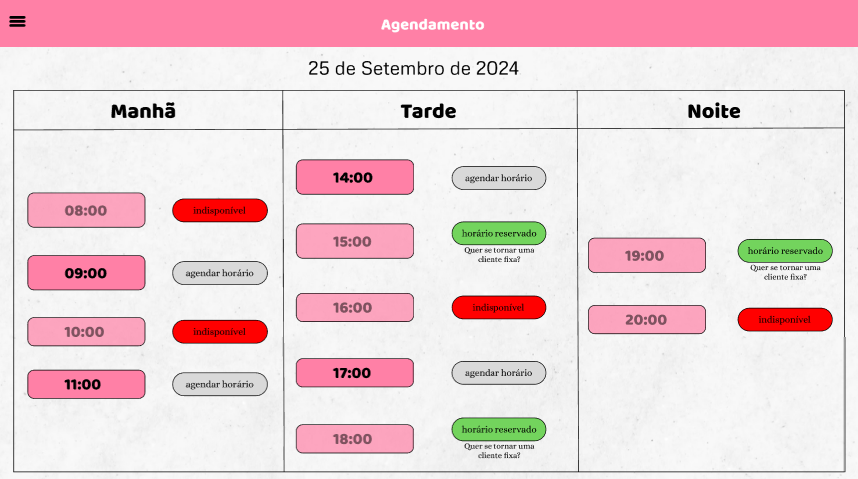 Agendamento
25 de Setembro de 2024
Manhã
08:00 indisponível
09:00 agendar horário
10:00 indisponível
11:00 agendar horário
Tarde
14:00 agendar horário
15:00 horário reservado
Quer se tornar uma
cliente fixa?
16:00 indisponível
17:00 agendar horário
18:00 horário reservado
Quer se tornar uma
cliente fixa?
Noite
19:00 horário reservado
Quer se tornar uma
cliente fixa?
20:00 indisponível